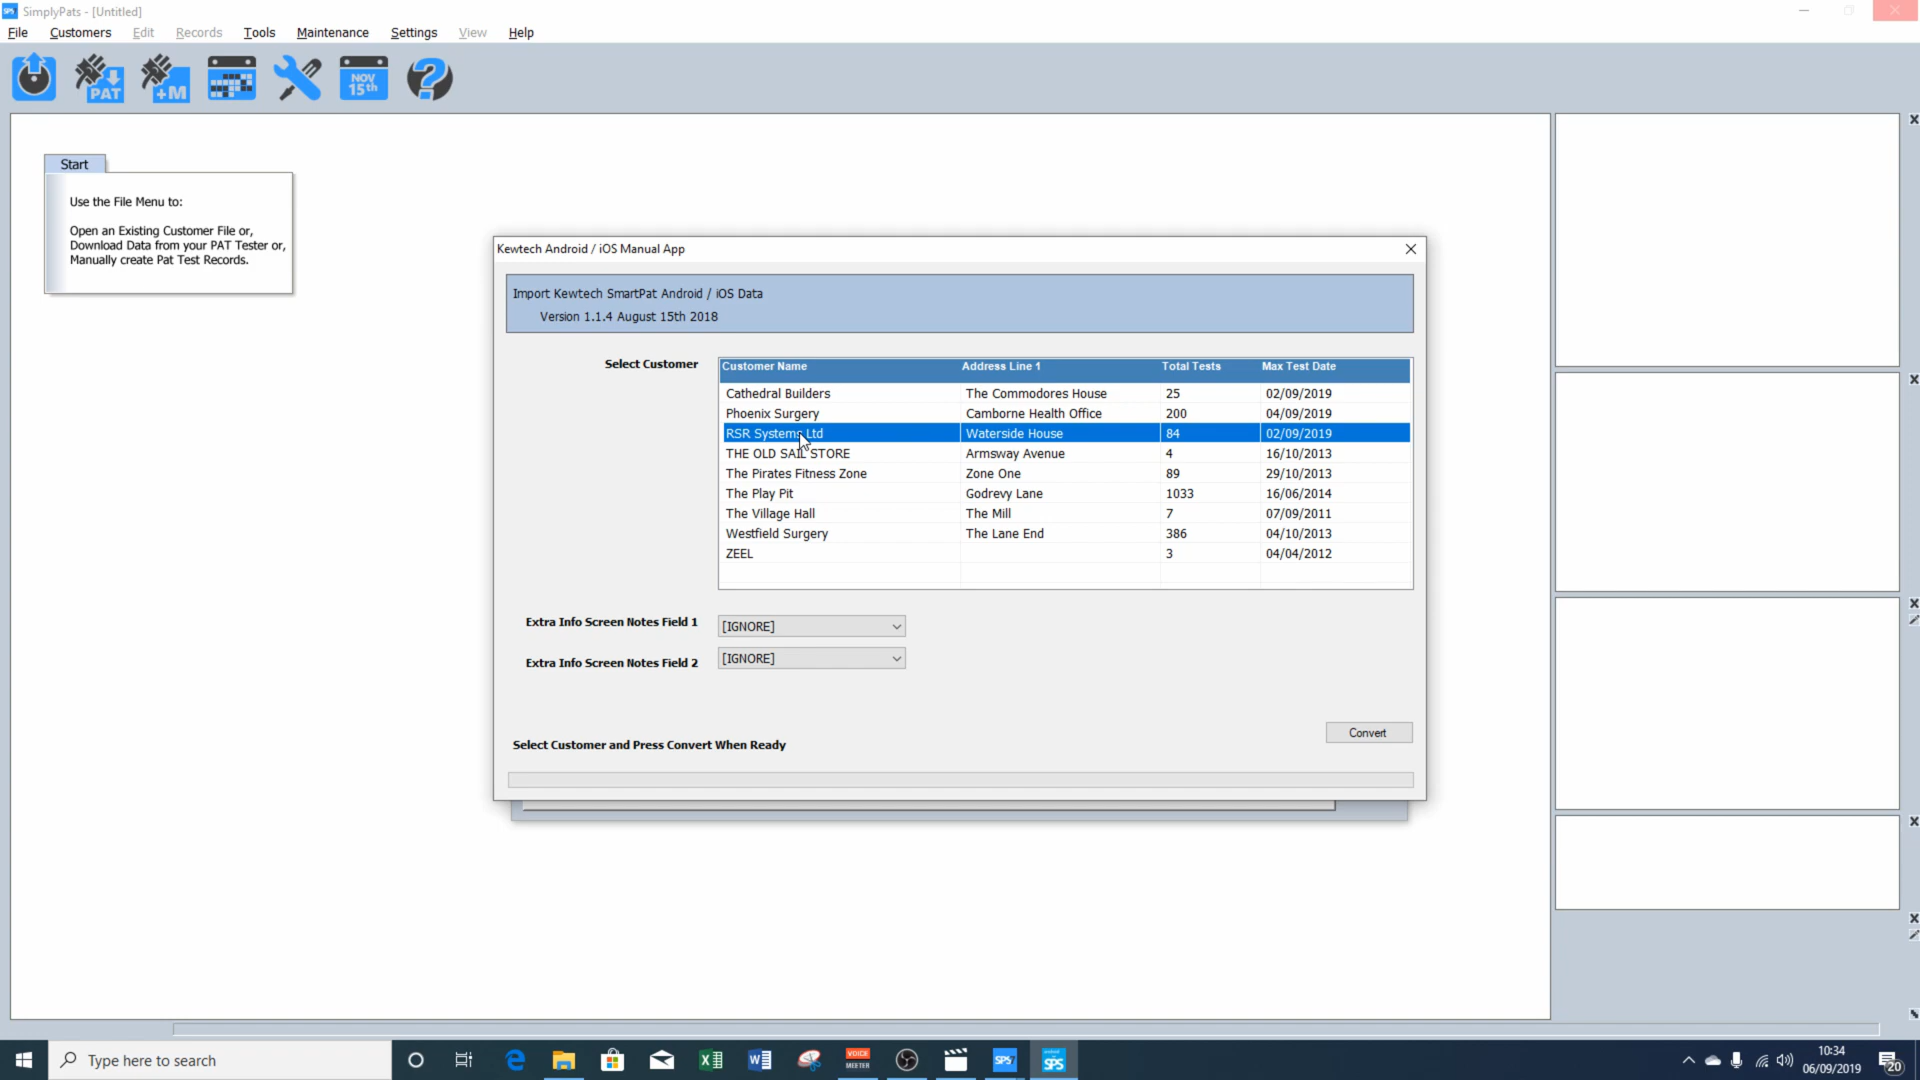 SimplyPats - [Untitled]
File Customers Edit Records Tools Maintenance Settings View Help
PAT +M NOV 15th ?
Start
Use the File Menu to:
Open an Existing Customer File or,
Download Data from your PAT Tester or,
Manually create Pat Test Records.
Kewtech Android / iOS Manual App
Import Kewtech SmartPat Android / iOS Data
Version 1.1.4 August 15th 2018
Select Customer
Customer Name Address Line 1 Total Tests Max Test Date
Cathedral Builders The Commodores House 25 02/09/2019
Phoenix Surgery Camborne Health Office 200 04/09/2019
RSR Systems Ltd Waterside House 84 02/09/2019
THE OLD SAIL STORE Armsway Avenue 4 16/10/2013
The Pirates Fitness Zone Zone One 89 29/10/2013
The Play Pit Godrevy Lane 1033 16/06/2014
The Village Hall The Mill 7 07/09/2011
Westfield Surgery The Lane End 386 04/10/2013
ZEEL 3 04/04/2012
Extra Info Screen Notes Field 1 [IGNORE]
Extra Info Screen Notes Field 2 [IGNORE]
Convert
Select Customer and Press Convert When Ready
Type here to search
VOICE
MEETER
SPS
SPS
10:34
06/09/2019
20